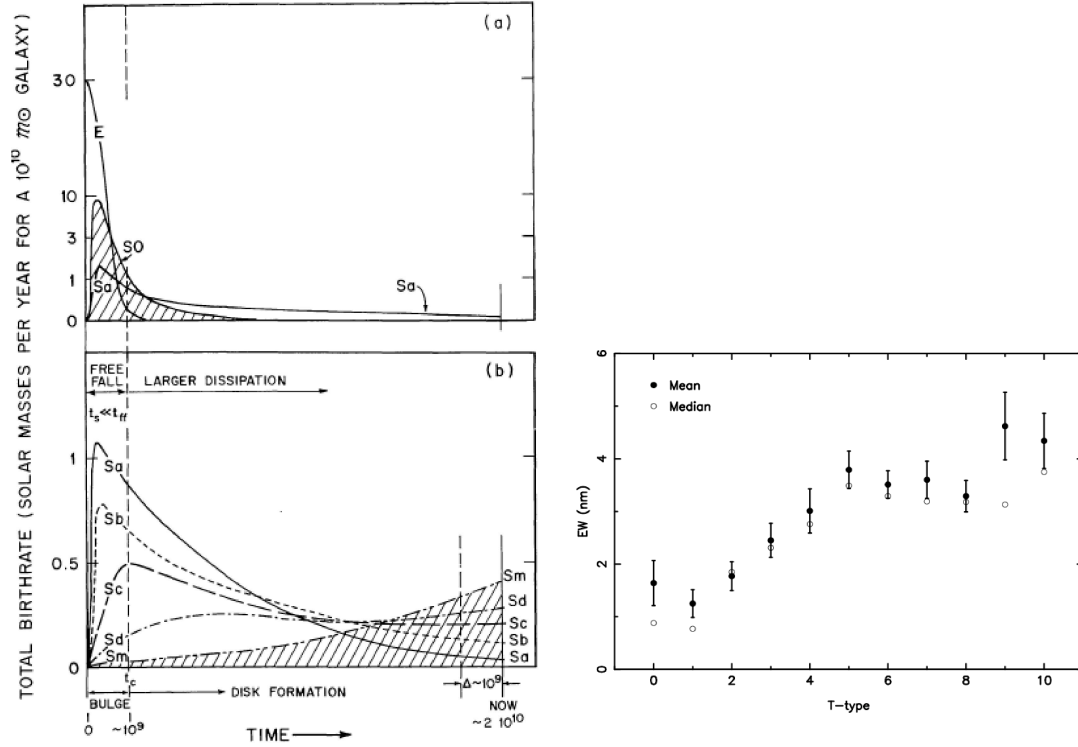 TOTAL BIRTHRATE (SOLAR MASSES PER YEAR FOR A 10¹⁰ 𝔐⊙ GALAXY)
(a)
30
10
3
1
0
E
SO
Sa
Sa
(b)
FREE FALL
LARGER DISSIPATION
tₛ≪t_ff
1
0.5
0
Sa
Sb
Sc
Sd
Sm
Sm
Sd
Sc
Sb
Sa
t_c
BULGE
DISK FORMATION
Δ~10⁹
0
~10⁹
TIME
NOW
~2 10¹⁰
Mean
Median
EW (nm)
6
4
2
0
0
2
4
6
8
10
T-type